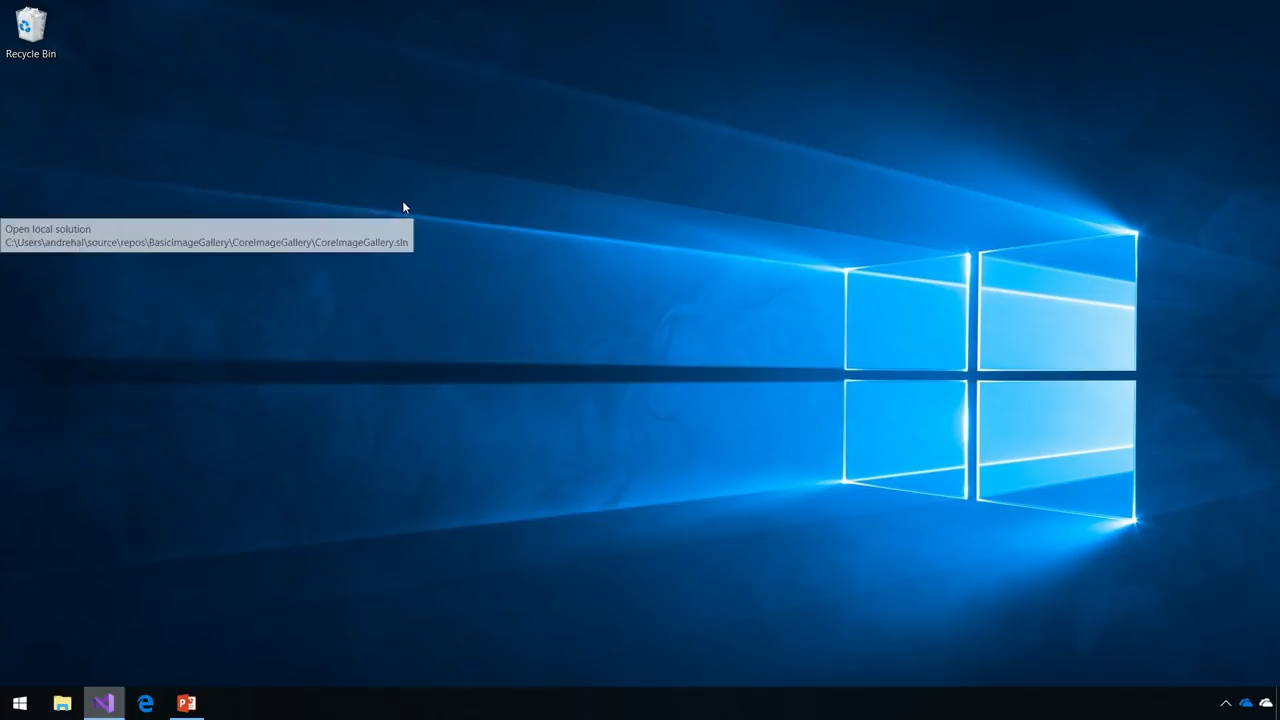 Recycle Bin
Open local solution
C:\Users\andrehal\source\repos\BasicImageGallery\CoreImageGallery\CoreImageGallery.sln